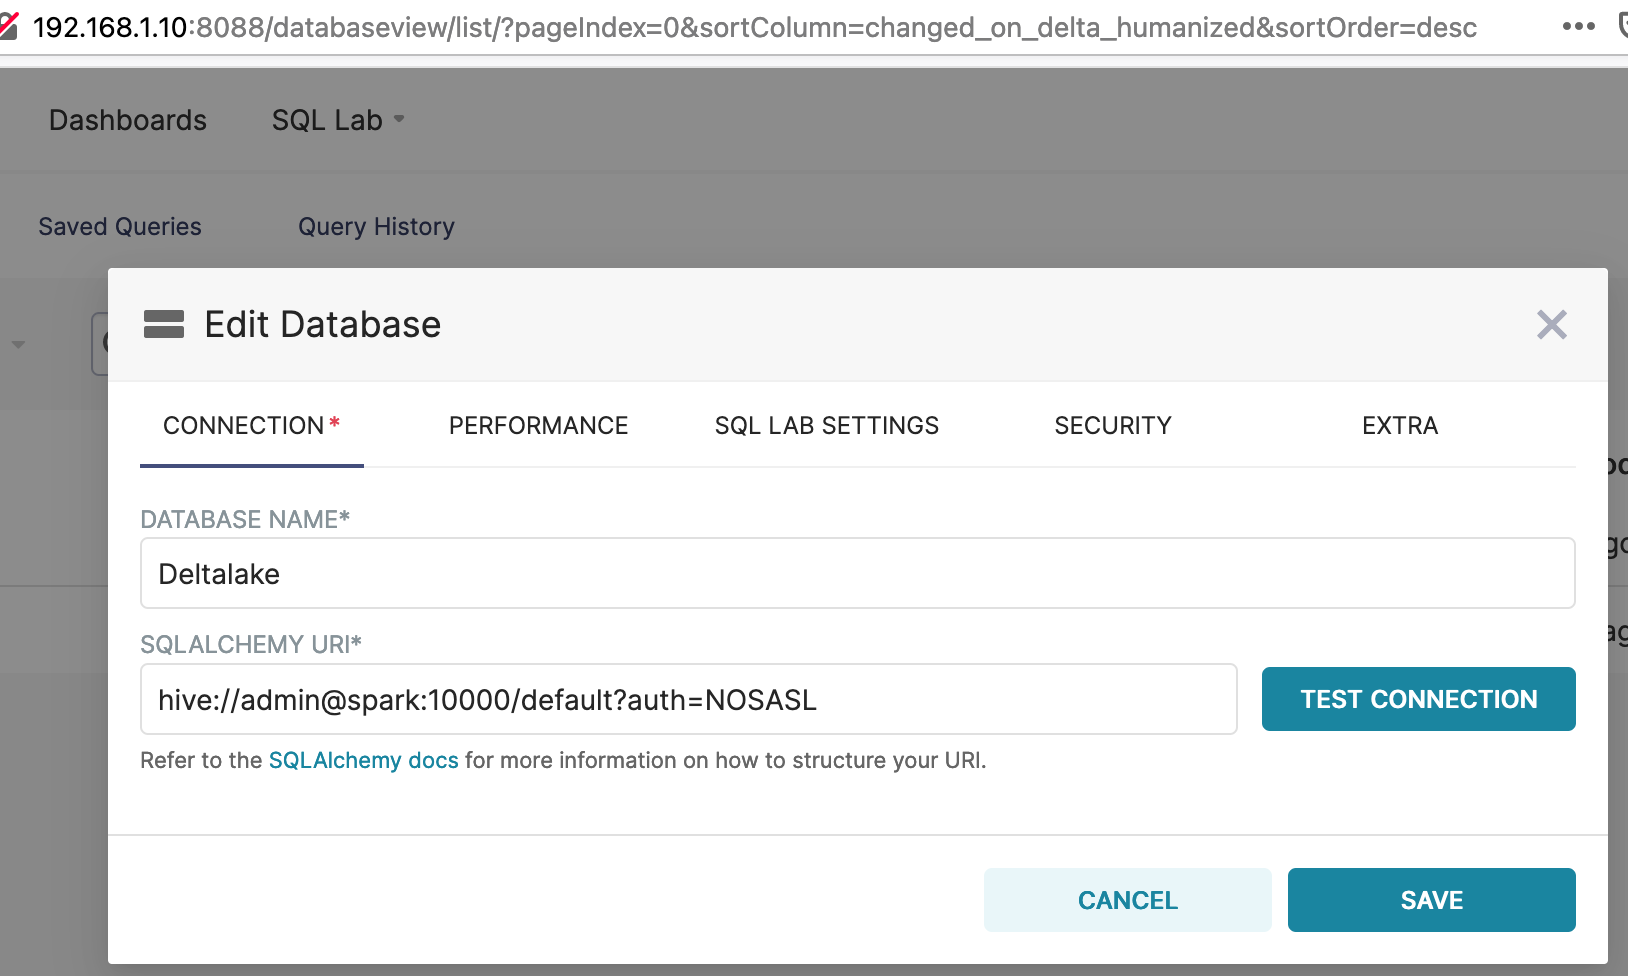 192.168.1.10:8088/databaseview/list/?pageIndex=0&sortColumn=changed_on_delta_humanized&sortOrder=desc
Dashboards SQL Lab
Saved Queries Query History
Edit Database
CONNECTION* PERFORMANCE SQL LAB SETTINGS SECURITY EXTRA
DATABASE NAME*
Deltalake
SQLALCHEMY URI*
hive://admin@spark:10000/default?auth=NOSASL TEST CONNECTION
Refer to the SQLAlchemy docs for more information on how to structure your URI.
CANCEL SAVE